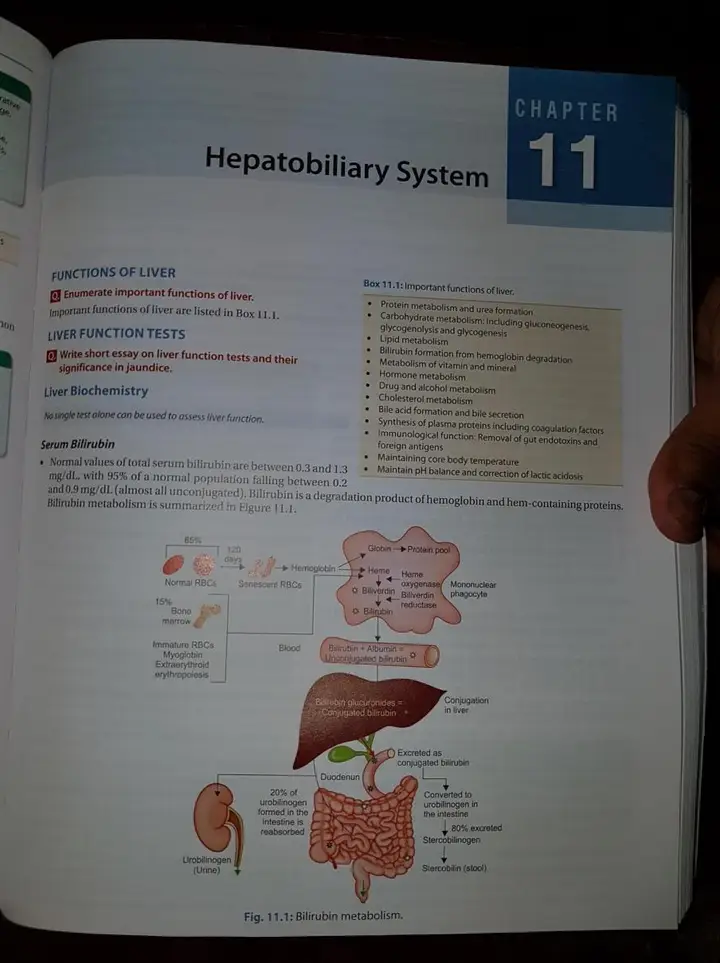 CHAPTER
11
Hepatobiliary System
FUNCTIONS OF LIVER
Q. Enumerate important functions of liver.
Important functions of liver are listed in Box 11.1.
LIVER FUNCTION TESTS
Q. Write short essay on liver function tests and their
significance in jaundice.
Liver Biochemistry
No single test alone can be used to assess liver function.
Box 11.1: Important functions of liver.
• Protein metabolism and urea formation
• Carbohydrate metabolism: Including gluconeogenesis,
glycogenolysis and glycogenesis
• Lipid metabolism
• Bilirubin formation from hemoglobin degradation
• Metabolism of vitamin and mineral
• Hormone metabolism
• Drug and alcohol metabolism
• Cholesterol metabolism
• Bile acid formation and bile secretion
• Synthesis of plasma proteins including coagulation factors
• Immunological function: Removal of gut endotoxins and
foreign antigens
• Maintaining core body temperature
• Maintain pH balance and correction of lactic acidosis
Serum Bilirubin
• Normal values of total serum bilirubin are between 0.3 and 1.3
mg/dL, with 95% of a normal population falling between 0.2
and 0.9 mg/dL (almost all unconjugated). Bilirubin is a degradation product of hemoglobin and hem-containing proteins.
Bilirubin metabolism is summarized in Figure 11.1.
85%
Normal RBCs
120
days
Senescent RBCs
Hemoglobin
Globin
Protein pool
Heme
Heme
oxygenase
Biliverdin
Biliverdin
reductase
Bilirubin
Mononuclear
phagocyte
15%
Bone
marrow
Immature RBCs
Myoglobin
Extraerythroid
erythropoiesis
Blood
Bilirubin + Albumin =
Unconjugated bilirubin
Bilirubin glucuronides =
Conjugated bilirubin
Conjugation
in liver
Excreted as
conjugated bilirubin
Duodenun
20% of
urobilinogen
formed in the
intestine is
reabsorbed
Converted to
urobilinogen in
the intestine
80% excreted
Stercobilinogen
Stercobilin (stool)
Urobilinogen
(Urine)
Fig. 11.1: Bilirubin metabolism.